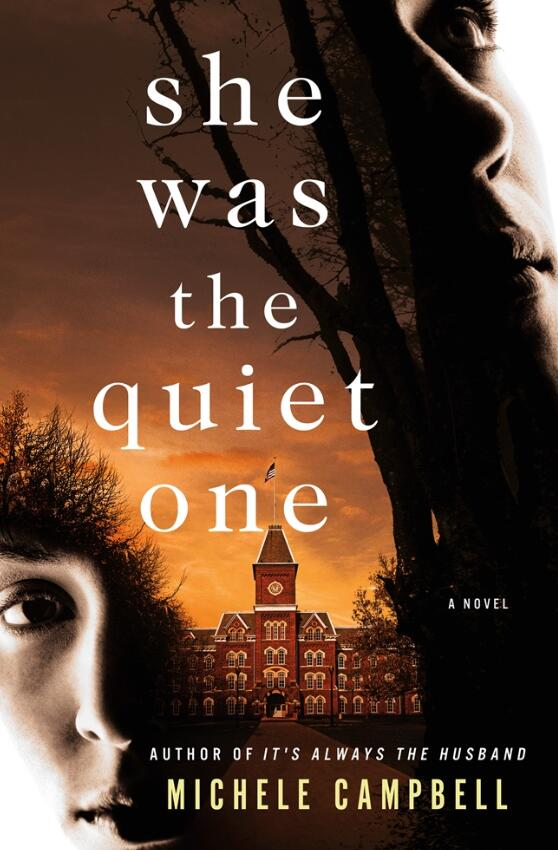 she
was
the
quiet
one
A NOVEL
AUTHOR OF IT'S ALWAYS THE HUSBAND
MICHELE CAMPBELL